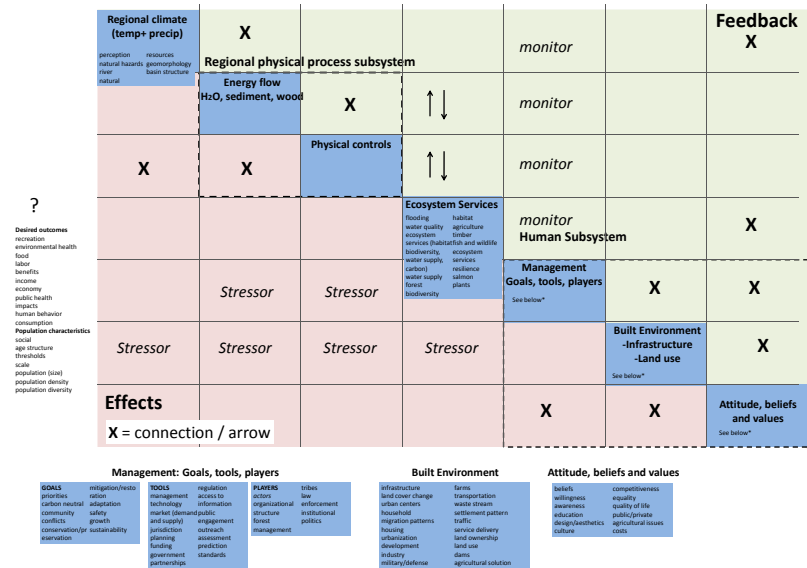 Regional climate
(temp+ precip)
perception
natural hazards
river
natural
resources
geomorphology
basin structure
X
monitor
Feedback
X
Regional physical process subsystem
Energy flow
H2O, sediment, wood
X
↑↓
monitor
X
X
Physical controls
↑↓
monitor
?
Desired outcomes
recreation
environmental health
food
labor
benefits
income
economy
public health
impacts
human behavior
consumption
Population characteristics
social
age structure
thresholds
scale
population (size)
population density
population diversity
Ecosystem Services
flooding
water quality
ecosystem
services (habitat
biodiversity,
water supply,
carbon)
water supply
forest
biodiversity
habitat
agriculture
timber
fish and wildlife
ecosystem
services
resilience
salmon
plants
monitor
X
Human Subsystem
Stressor
Stressor
Management
Goals, tools, players
See below*
X
X
Stressor
Stressor
Stressor
Stressor
Built Environment
-Infrastructure
-Land use
See below*
X
Effects
X = connection / arrow
X
X
Attitude, beliefs
and values
See below*
Management: Goals, tools, players
GOALS
priorities
carbon neutral
community
conflicts
conservation/pr
eservation
mitigation/resto
ration
adaptation
safety
growth
sustainability
TOOLS
management
technology
market (demand
and supply)
jurisdiction
planning
funding
government
partnerships
regulation
access to
information
public
engagement
outreach
assessment
prediction
standards
PLAYERS
actors
organizational
structure
forest
management
tribes
law
enforcement
institutional
politics
Built Environment
infrastructure
land cover change
urban centers
household
migration patterns
housing
urbanization
development
industry
military/defense
farms
transportation
waste stream
settlement pattern
traffic
service delivery
land ownership
land use
dams
agricultural solution
Attitude, beliefs and values
beliefs
willingness
awareness
education
design/aesthetics
culture
competitiveness
equality
quality of life
public/private
agricultural issues
costs